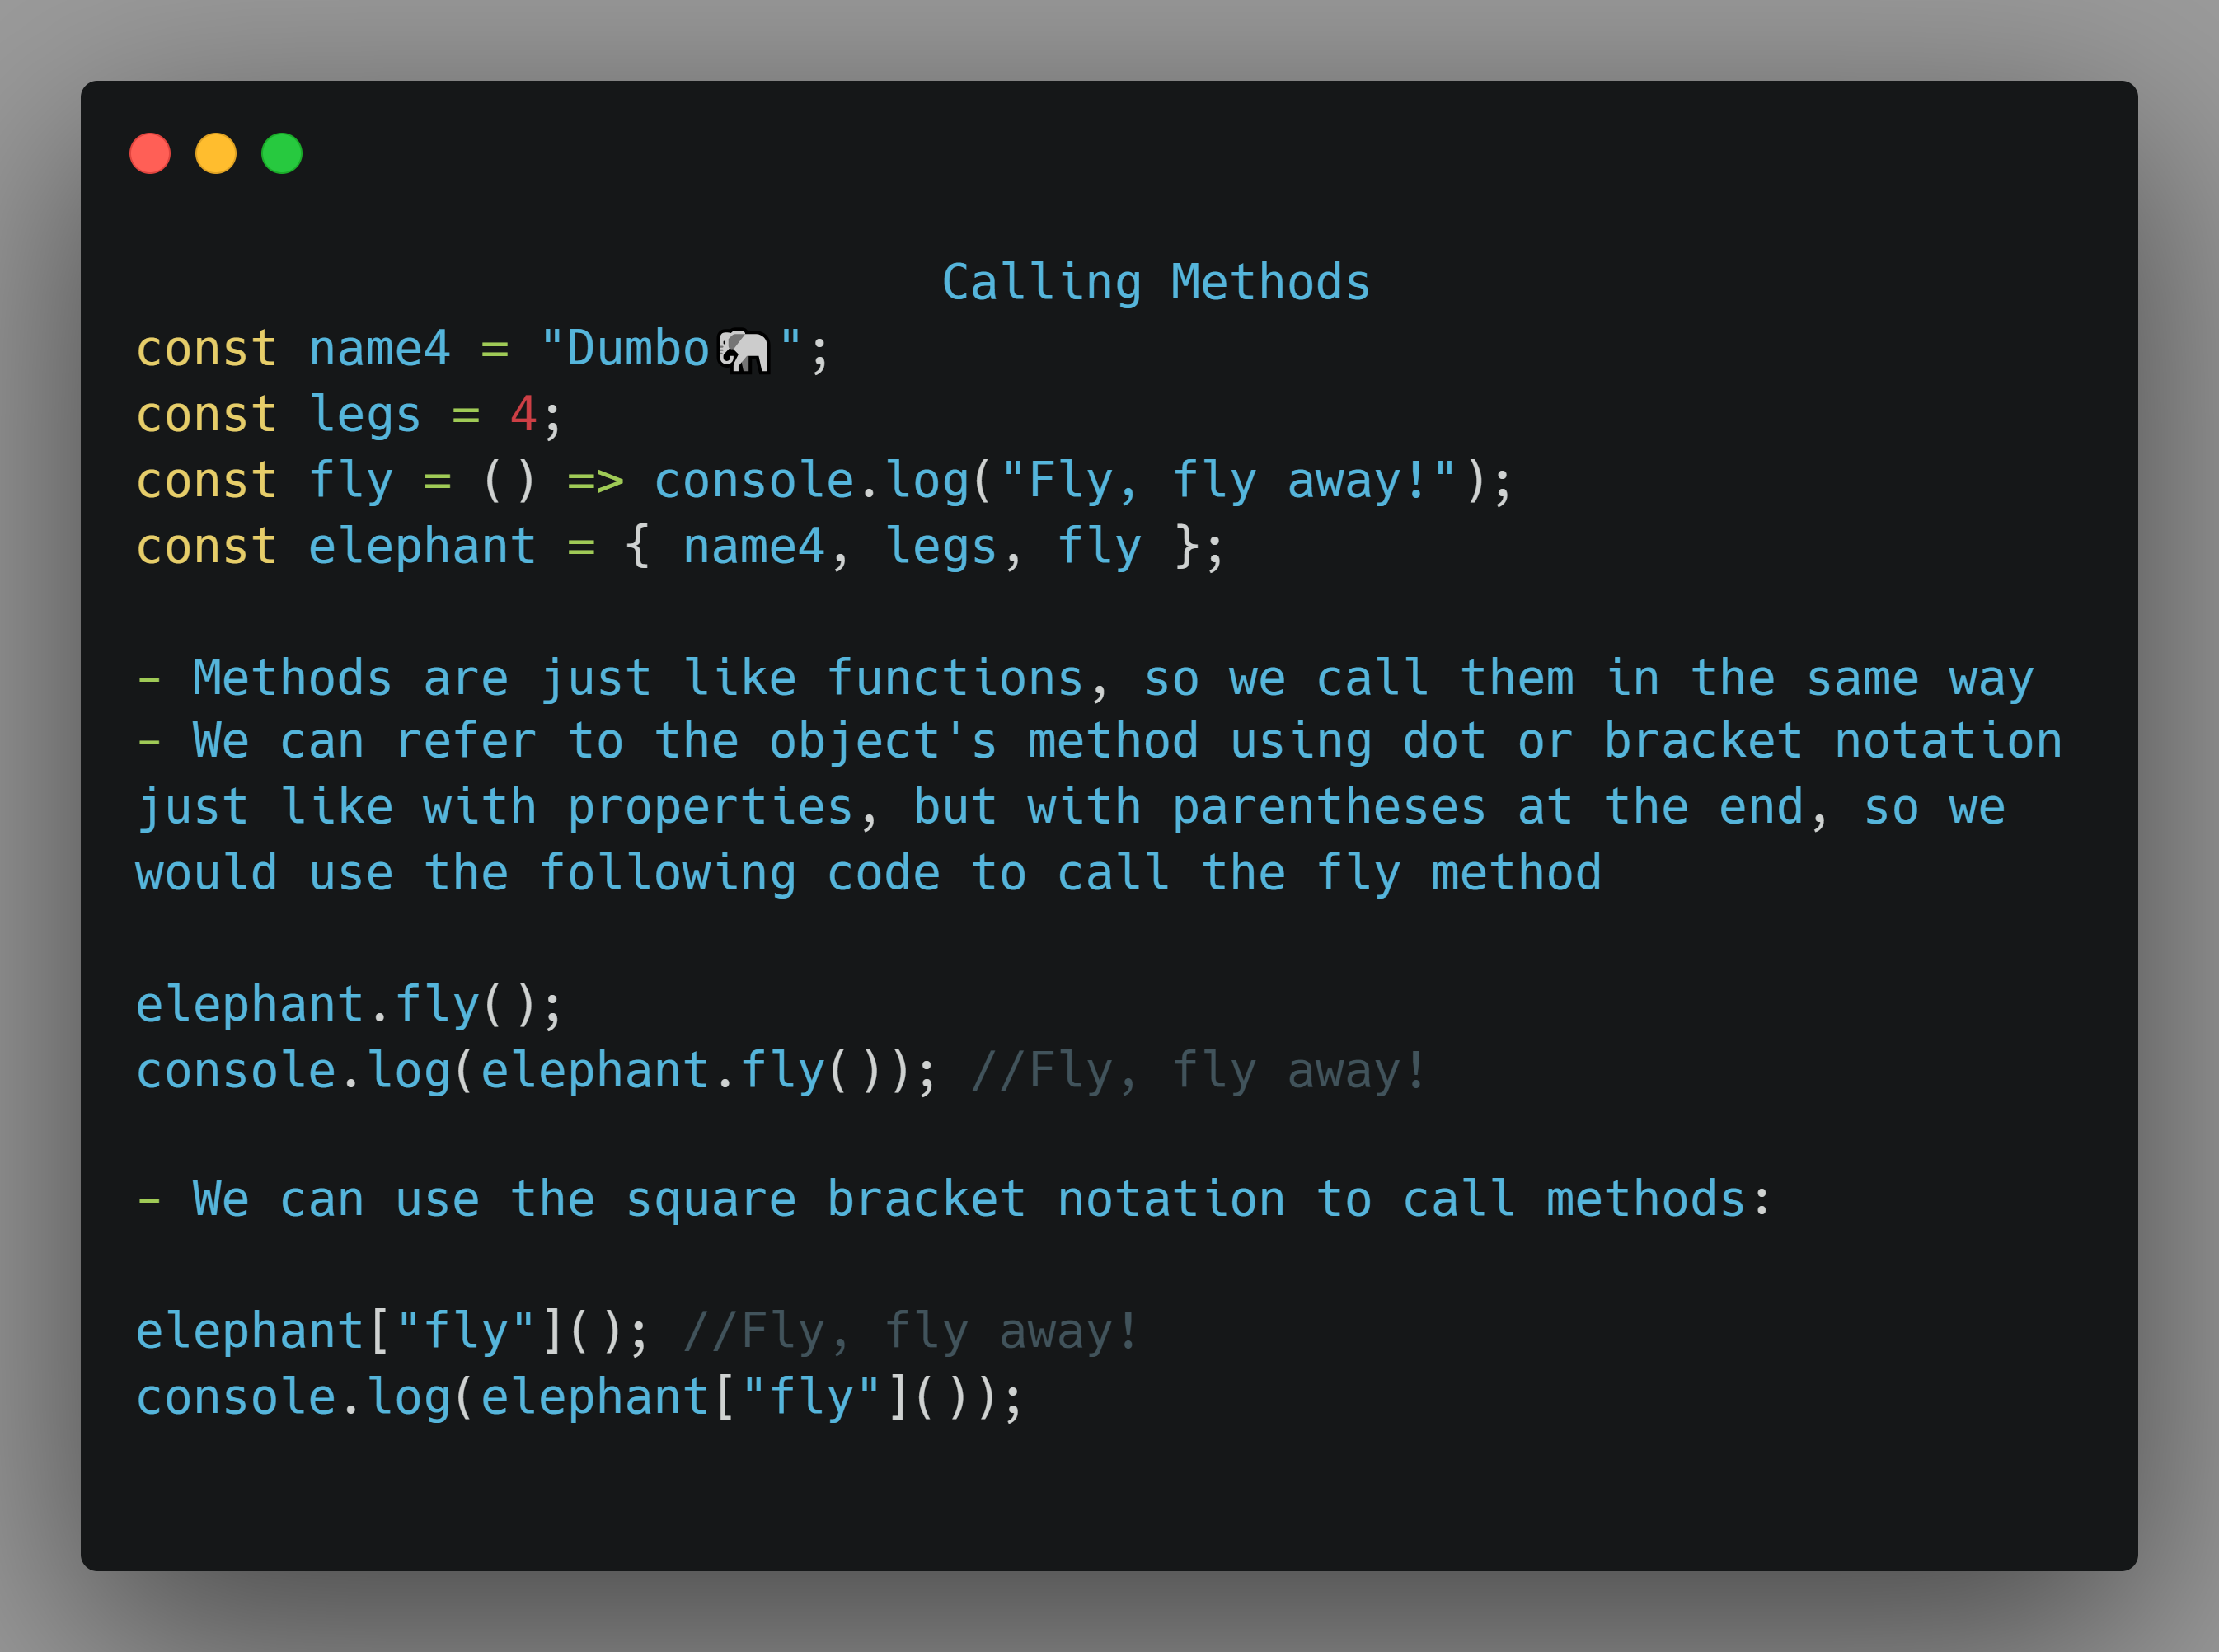 Calling Methods
const name4 = "Dumbo🐘";
const legs = 4;
const fly = () => console.log("Fly, fly away!");
const elephant = { name4, legs, fly };
- Methods are just like functions, so we call them in the same way
- We can refer to the object's method using dot or bracket notation
just like with properties, but with parentheses at the end, so we
would use the following code to call the fly method
elephant.fly();
console.log(elephant.fly()); //Fly, fly away!
- We can use the square bracket notation to call methods:
elephant["fly"](); //Fly, fly away!
console.log(elephant["fly"]());